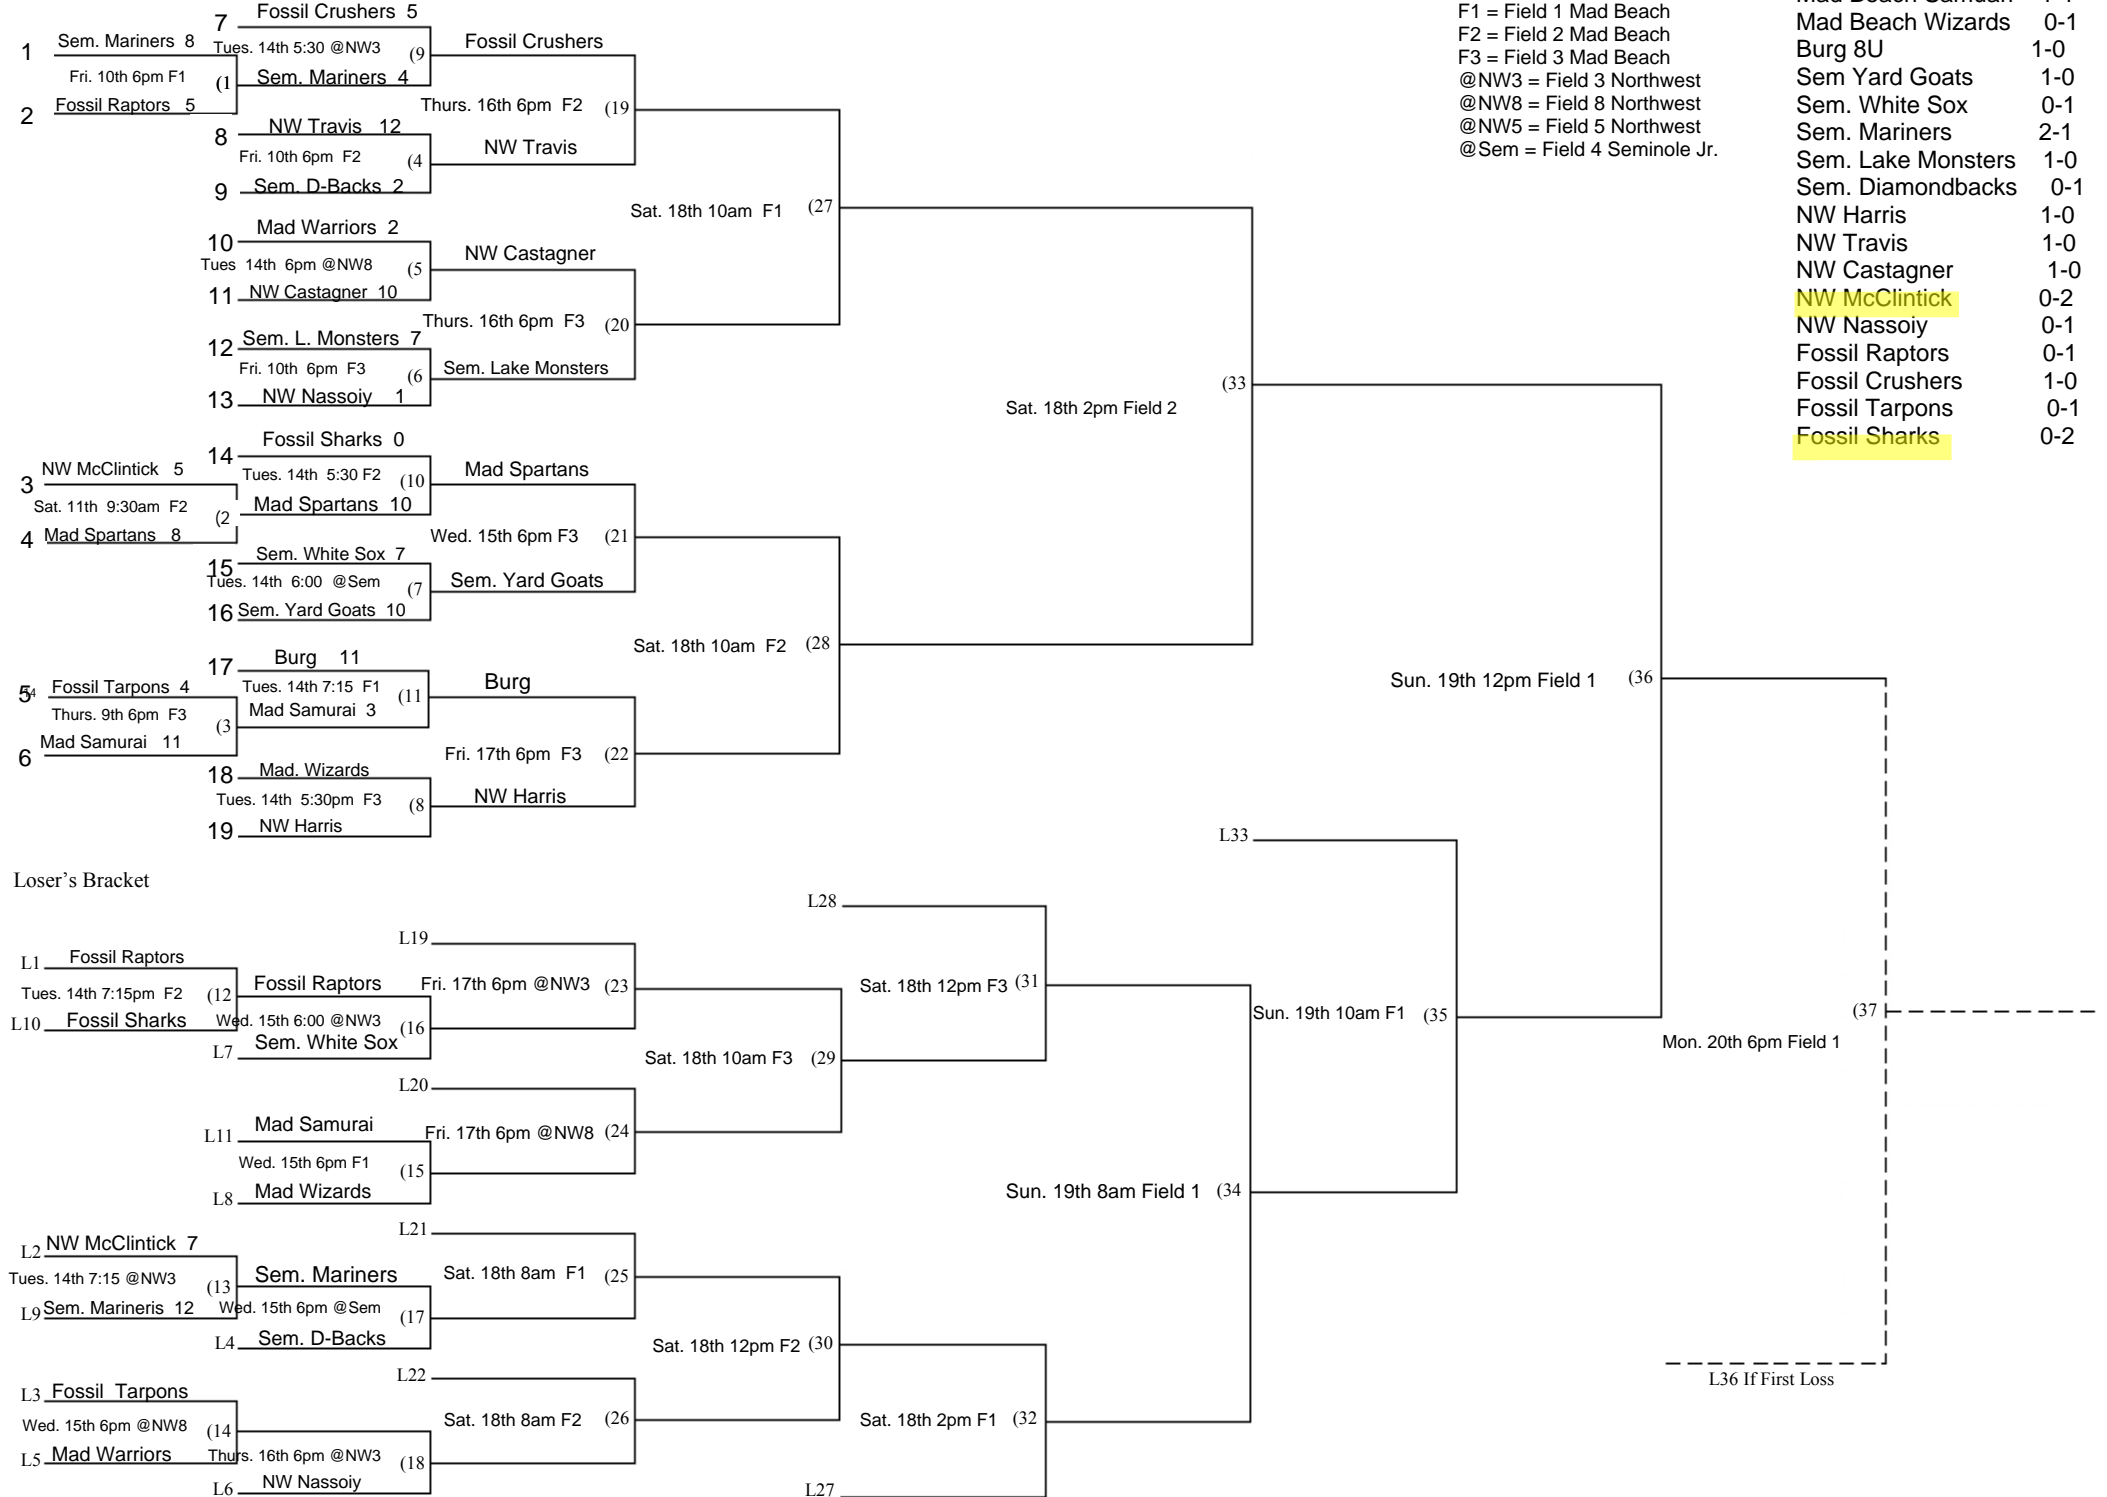 Fossil Crushers 5
7
Sem. Mariners 8
1
Tues. 14th 5:30 @NW3
(9
Fossil Crushers
Fri. 10th 6pm F1
(1
Sem. Mariners 4
Fossil Raptors 5
2
Thurs. 16th 6pm F2
(19
NW Travis 12
8
Fri. 10th 6pm F2
(4
NW Travis
9
Sem. D-Backs 2
Sat. 18th 10am F1
(27
Mad Warriors 2
10
Tues 14th 6pm @NW8
(5
NW Castagner
11
NW Castagner 10
Thurs. 16th 6pm F3
(20
Sem. L. Monsters 7
12
Fri. 10th 6pm F3
(6
Sem. Lake Monsters
13
NW Nassoiy 1
Sat. 18th 2pm Field 2
(33
Fossil Sharks 0
14
NW McClintick 5
3
Tues. 14th 5:30 F2
(10
Mad Spartans
Sat. 11th 9:30am F2
(2
Mad Spartans 10
4
Mad Spartans 8
Wed. 15th 6pm F3
(21
Sem. White Sox 7
15
Tues. 14th 6:00 @Sem
(7
Sem. Yard Goats
16
Sem. Yard Goats 10
Sat. 18th 10am F2
(28
Burg 11
17
5
Fossil Tarpons 4
Tues. 14th 7:15 F1
(11
Burg
Thurs. 9th 6pm F3
(3
Mad Samurai 3
Mad Samurai 11
6
Fri. 17th 6pm F3
(22
18
Mad. Wizards
Tues. 14th 5:30pm F3
(8
NW Harris
19
NW Harris
Sun. 19th 12pm Field 1
(36
F1 = Field 1 Mad Beach
F2 = Field 2 Mad Beach
F3 = Field 3 Mad Beach
@NW3 = Field 3 Northwest
@NW8 = Field 8 Northwest
@NW5 = Field 5 Northwest
@Sem = Field 4 Seminole Jr.
Mad Beach Wizards 0-1
Burg 8U 1-0
Sem Yard Goats 1-0
Sem. White Sox 0-1
Sem. Mariners 2-1
Sem. Lake Monsters 1-0
Sem. Diamondbacks 0-1
NW Harris 1-0
NW Travis 1-0
NW Castagner 1-0
NW McClintick 0-2
NW Nassoiy 0-1
Fossil Raptors 0-1
Fossil Crushers 1-0
Fossil Tarpons 0-1
Fossil Sharks 0-2
Loser's Bracket
L33
L28
L19
L1 Fossil Raptors
Tues. 14th 7:15pm F2
(12
Fossil Raptors
Fri. 17th 6pm @NW3
(23
L10 Fossil Sharks
Wed. 15th 6:00 @NW3
(16
L7 Sem. White Sox
Sat. 18th 12pm F3
(31
Sun. 19th 10am F1
(35
Sat. 18th 10am F3
(29
L20
L11 Mad Samurai
Fri. 17th 6pm @NW8
(24
Wed. 15th 6pm F1
(15
L8 Mad Wizards
Sun. 19th 8am Field 1
(34
(37
Mon. 20th 6pm Field 1
L21
L2 NW McClintick 7
Tues. 14th 7:15 @NW3
(13
Sem. Mariners
Sat. 18th 8am F1
(25
L9 Sem. Marineris 12
Wed. 15th 6pm @Sem
(17
L4 Sem. D-Backs
Sat. 18th 12pm F2
(30
L22
L3 Fossil Tarpons
Wed. 15th 6pm @NW8
(14
Sat. 18th 8am F2
(26
Sat. 18th 2pm F1
(32
L5 Mad Warriors
Thurs. 16th 6pm @NW3
(18
L6 NW Nassoiy
L27
L36 If First Loss